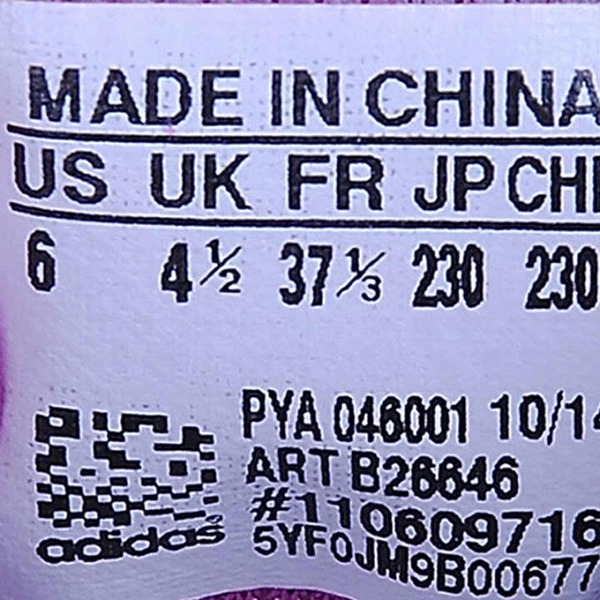 MADE IN CHINA
US UK FR JP CHI
6 4½ 37⅓ 230 230
PYA 046001 10/14
ART B26646
#110609716
5YF0JM9B00677
adidas®